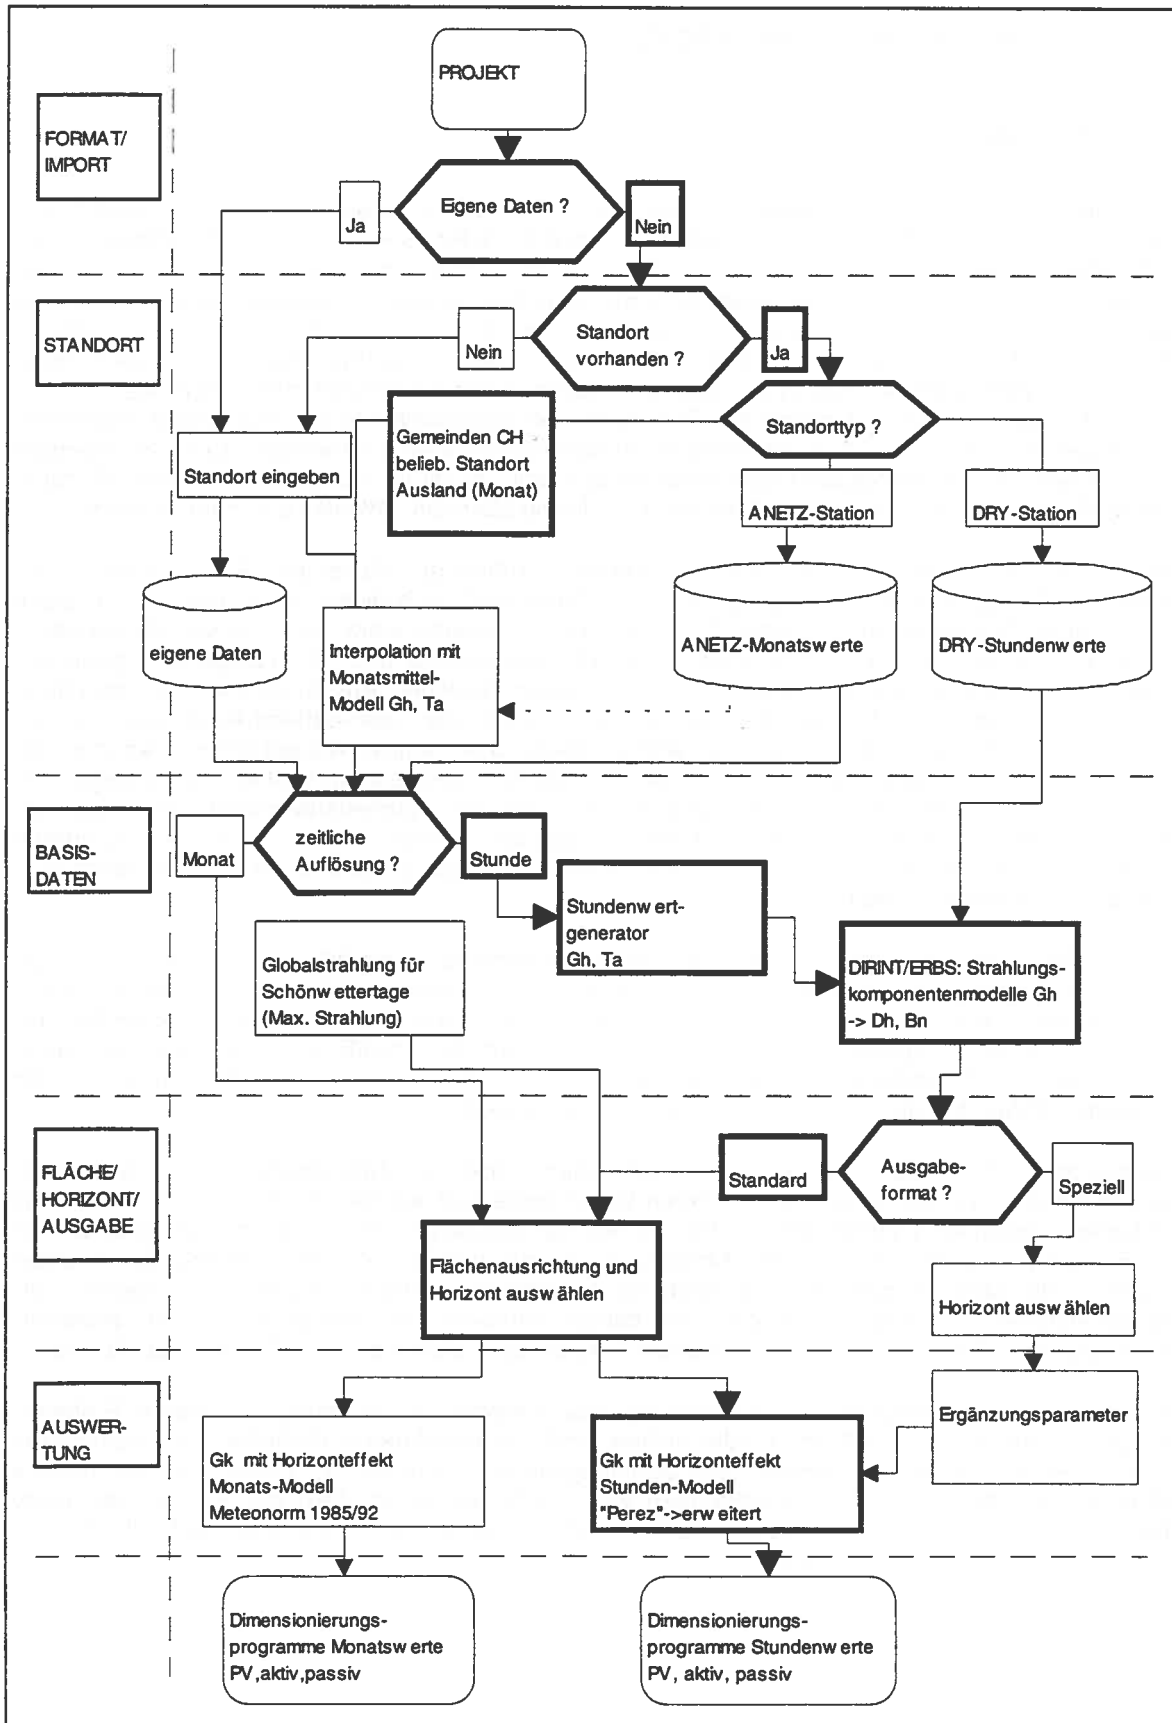 PROJEKT
FORMAT/
IMPORT
Eigene Daten ?
Ja
Nein
STANDORT
Nein
Standort
vorhanden ?
Ja
Standorttyp ?
Gemeinden CH
belieb. Standort
Ausland (Monat)
Standort eingeben
ANETZ-Station
DRY-Station
eigene Daten
Interpolation mit
Monatsmittel-
Modell Gh, Ta
ANETZ-Monatswerte
DRY-Stundenwerte
BASIS-
DATEN
Monat
zeitliche
Auflösung ?
Stunde
Stundenwert-
generator
Gh, Ta
Globalstrahlung für
Schönwettertage
(Max. Strahlung)
DIRINT/ERBS: Strahlungs-
komponentenmodelle Gh
-> Dh, Bn
FLÄCHE/
HORIZONT/
AUSGABE
Standard
Ausgabe-
format ?
Speziell
Flächenausrichtung und
Horizont auswählen
Horizont auswählen
AUSWER-
TUNG
Gk mit Horizonteffekt
Monats-Modell
Meteonorm 1985/92
Gk mit Horizonteffekt
Stunden-Modell
"Perez"->erweitert
Ergänzungsparameter
Dimensionierungs-
programme Monatswerte
PV,aktiv,passiv
Dimensionierungs-
programme Stundenwerte
PV, aktiv, passiv